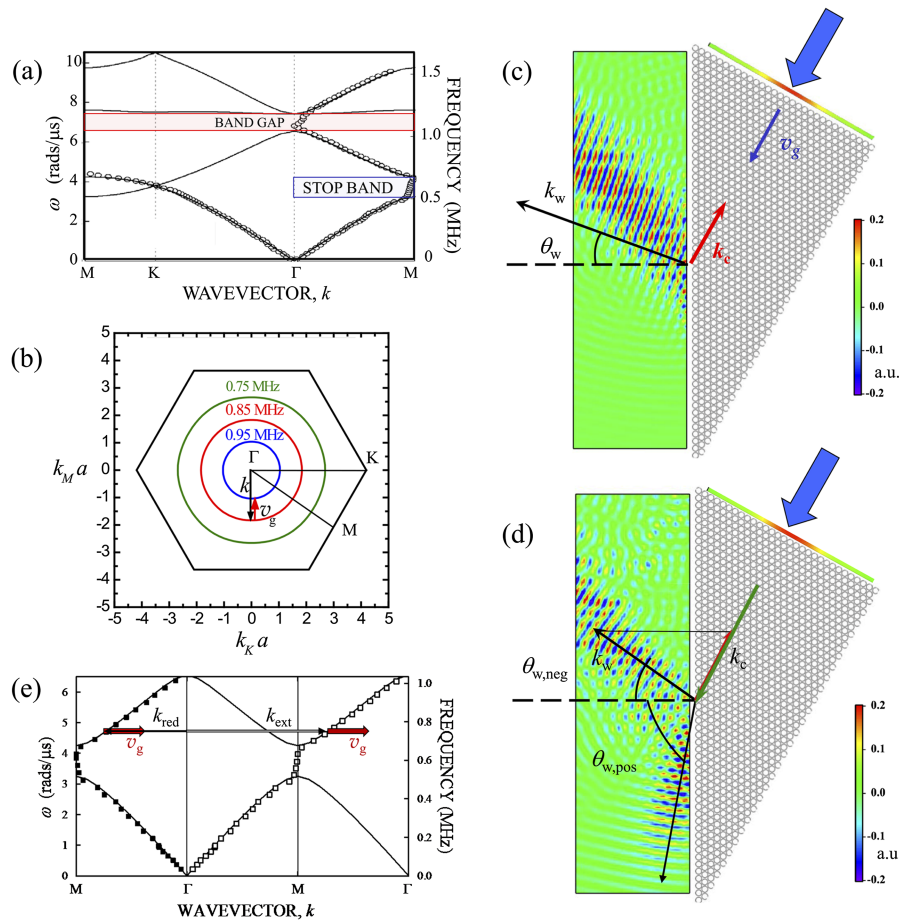 (a)
10
8
6
4
2
0
ω (rads/µs)
BAND GAP
STOP BAND
1.5
1.0
0.5
0
FREQUENCY (MHz)
M K Γ M
WAVEVECTOR, k
(b)
5
4
3
2
1
0
-1
-2
-3
-4
-5
k_M a
0.75 MHz
0.85 MHz
0.95 MHz
Γ
K
k
v_g
M
-5 -4 -3 -2 -1 0 1 2 3 4 5
k_K a
(c)
v_g
k_w
k_c
θ_w
0.2
0.1
0.0
-0.1
-0.2
a.u.
(d)
k_w
k_c
θ_w,neg
θ_w,pos
0.2
0.1
0.0
-0.1
-0.2
a.u.
(e)
6
5
4
3
2
1
0
ω (rads/µs)
k_red
k_ext
v_g
v_g
1.0
0.8
0.6
0.4
0.2
0.0
FREQUENCY (MHz)
M Γ M Γ
WAVEVECTOR, k